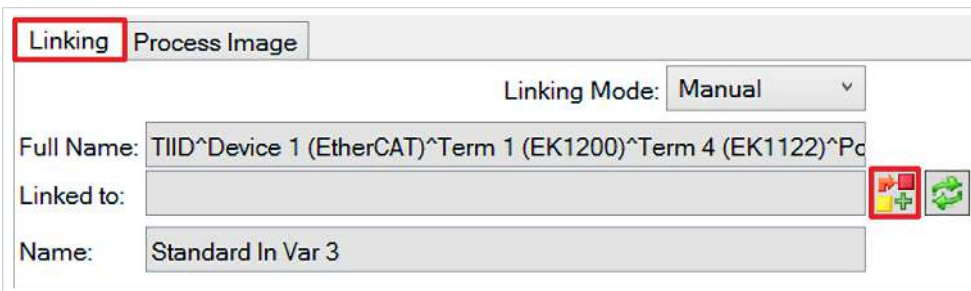 Linking Process Image
Linking Mode: Manual
Full Name: TIID^Device 1 (EtherCAT)^Term 1 (EK1200)^Term 4 (EK1122)^Po
Linked to:
Name: Standard In Var 3